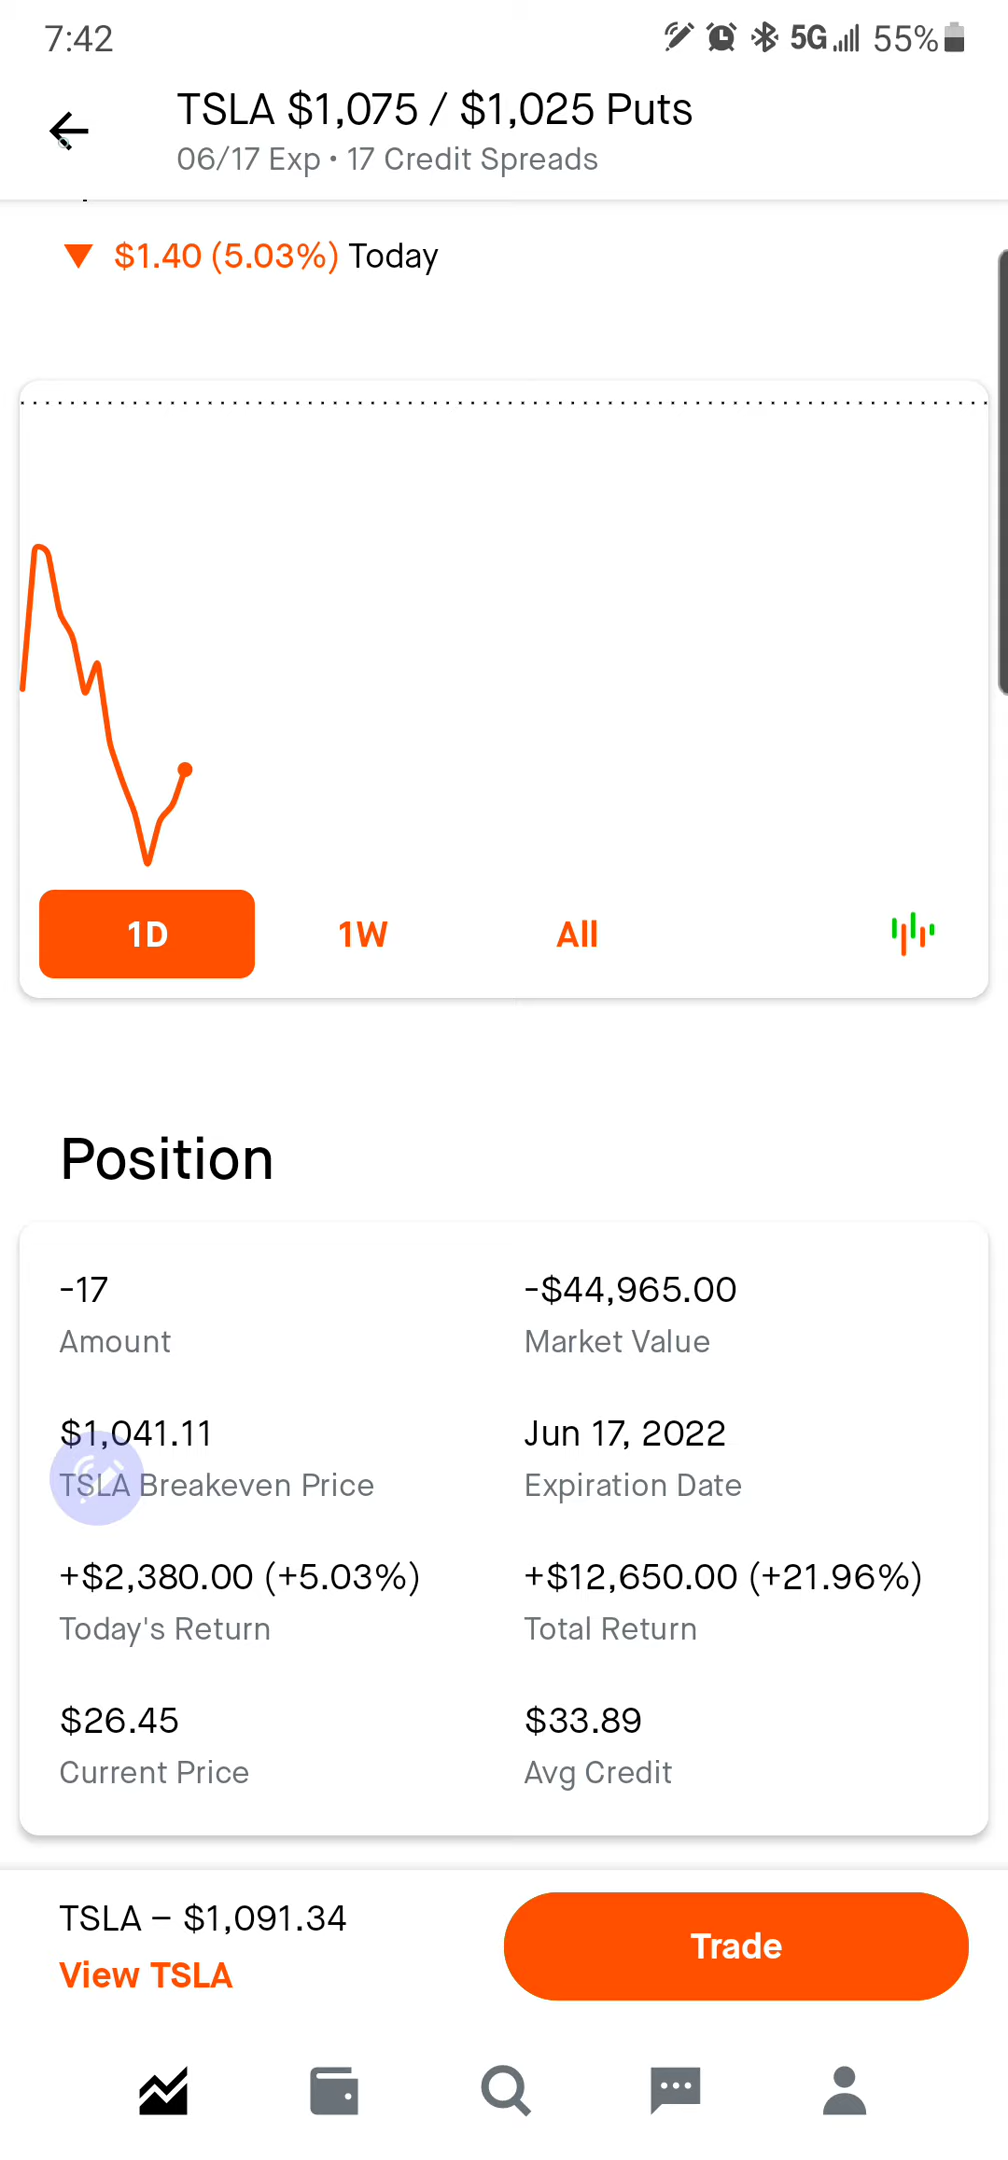 7:42
5G 55%
TSLA $1,075 / $1,025 Puts
06/17 Exp • 17 Credit Spreads
▼ $1.40 (5.03%) Today
1D 1W All
Position
-17 -$44,965.00
Amount Market Value
$1,041.11 Jun 17, 2022
TSLA Breakeven Price Expiration Date
+$2,380.00 (+5.03%) +$12,650.00 (+21.96%)
Today's Return Total Return
$26.45 $33.89
Current Price Avg Credit
TSLA – $1,091.34
View TSLA
Trade